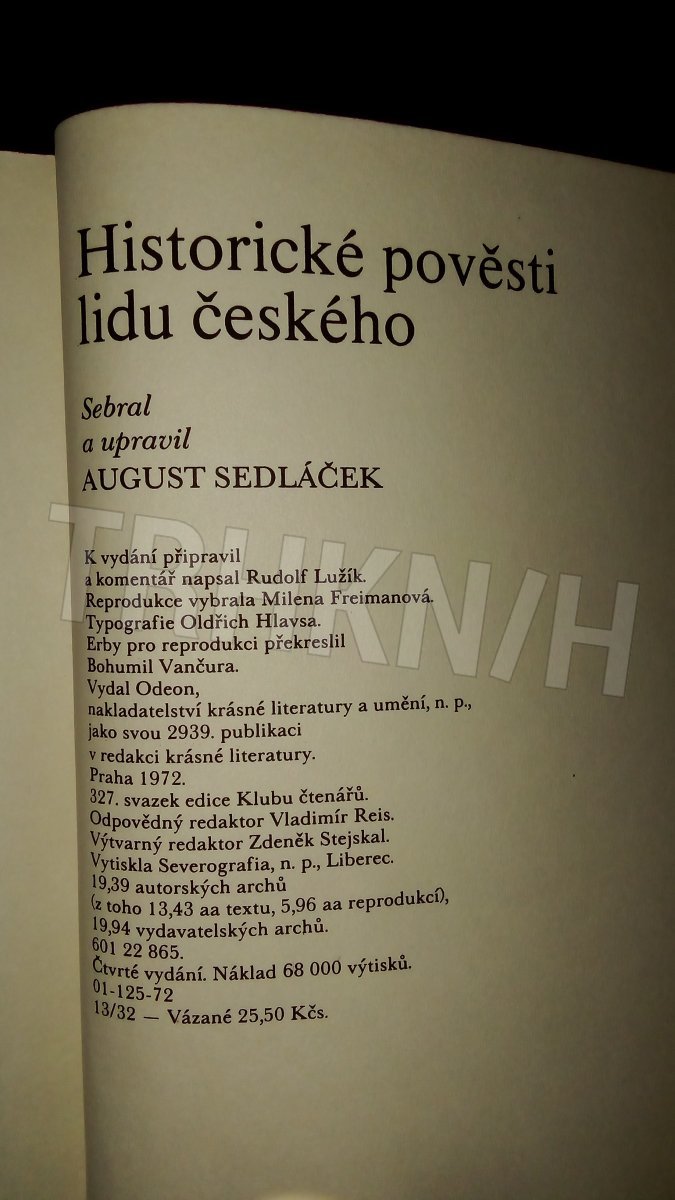 Historické pověsti
lidu českého
Sebral
a upravil
AUGUST SEDLÁČEK
K vydání připravil
a komentář napsal Rudolf Lužík.
Reprodukce vybrala Milena Freimanová.
Typografie Oldřich Hlavsa.
Erby pro reprodukci překreslil
Bohumil Vančura.
Vydal Odeon,
nakladatelství krásné literatury a umění, n. p.,
jako svou 2939. publikaci
v redakci krásné literatury.
Praha 1972.
327. svazek edice Klubu čtenářů.
Odpovědný redaktor Vladimír Reis.
Výtvarný redaktor Zdeněk Stejskal.
Vytiskla Severografia, n. p., Liberec.
19,39 autorských archů
(z toho 13,43 aa textu, 5,96 aa reprodukcí),
19,94 vydavatelských archů.
601 22 865.
Čtvrté vydání. Náklad 68 000 výtisků.
01-125-72
13/32 — Vázané 25,50 Kčs.
TRUKN/H